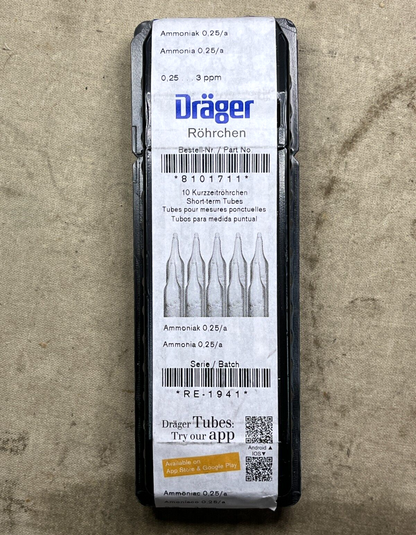 Ammoniak 0,25/a
Ammonia 0,25/a
0,25 3 ppm
Dräger
Röhrchen
Bestell-Nr. / Part No
*8101711*
10 Kurzzeitröhrchen
Short-term Tubes
Tubes pour mesures ponctuelles
Tubos para medida puntual
Ammoniak 0,25/a
Ammonia 0,25/a
Serie / Batch
*RE-1941*
Dräger Tubes:
Try our app
Android ▲
iOS ▼
Available on
App Store & Google Play
Ammoniac 0,25/a